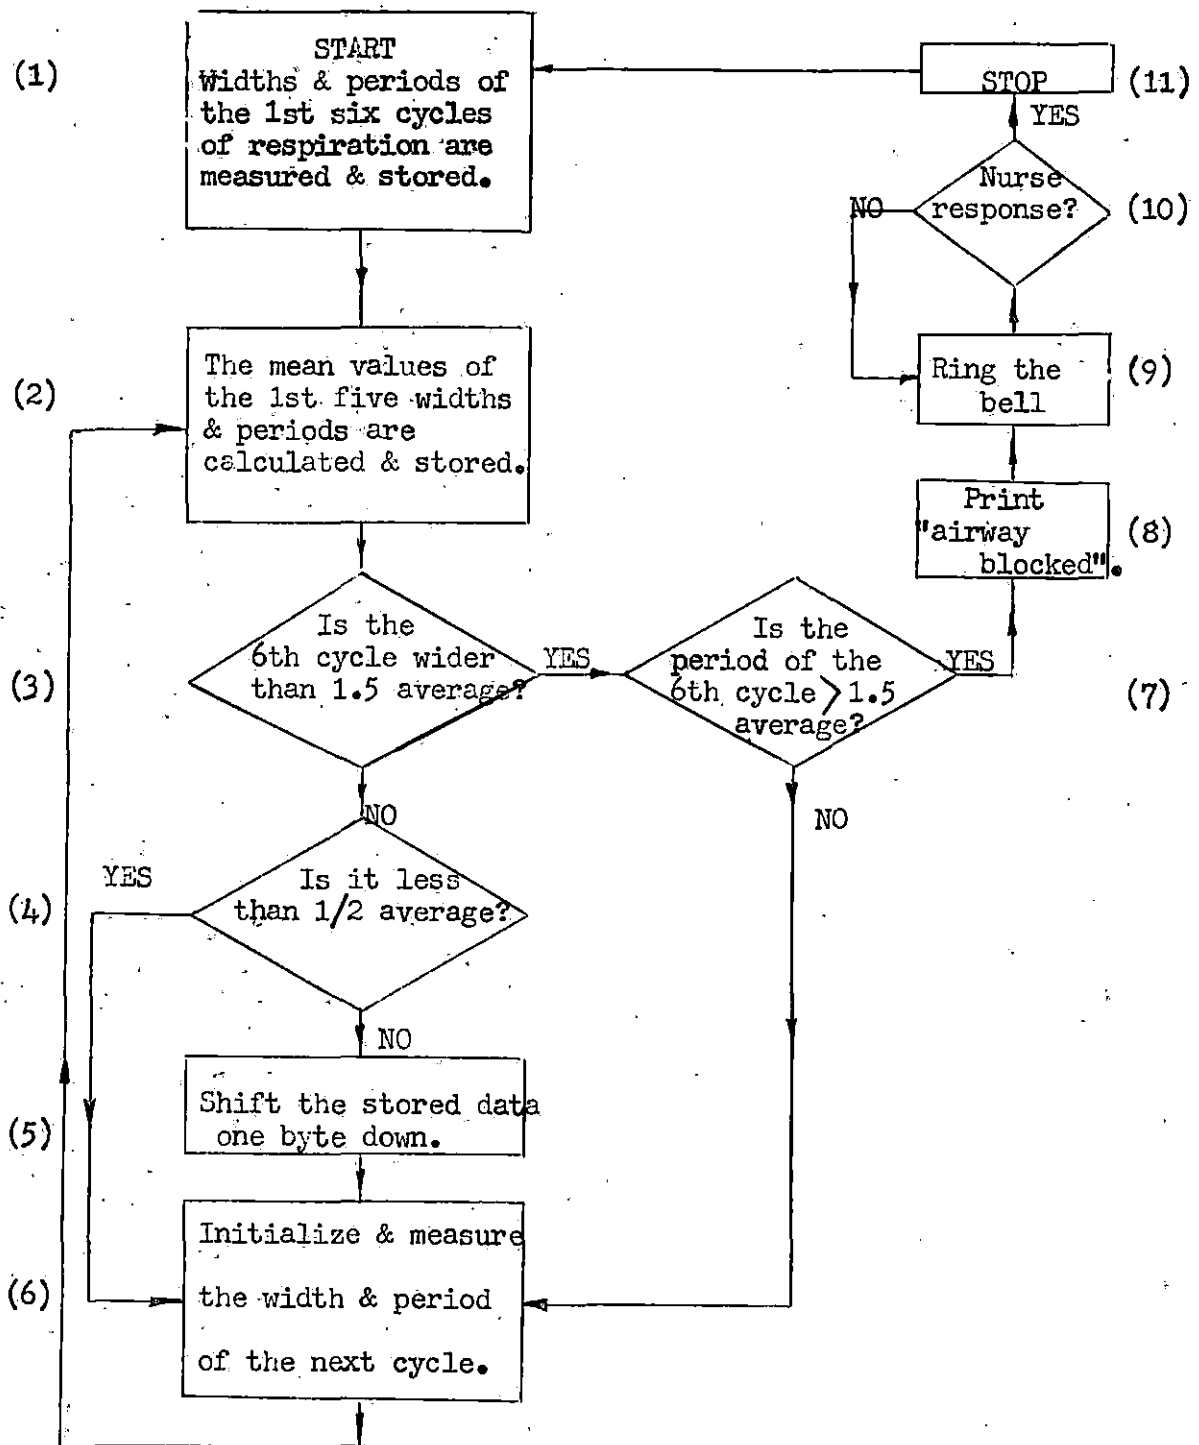 (1)
START
Widths & periods of
the 1st six cycles
of respiration are
measured & stored.
(2)
The mean values of
the 1st five widths
& periods are
calculated & stored.
(3)
Is the
6th cycle wider
than 1.5 average?
YES
NO
(4)
YES
Is it less
than 1/2 average?
NO
(5)
Shift the stored data
one byte down.
(6)
Initialize & measure
the width & period
of the next cycle.
Is the
period of the
6th cycle > 1.5
average?
YES
(7)
NO
Print
"airway
blocked".
(8)
Ring the
bell
(9)
NO
Nurse
response?
(10)
YES
STOP
(11)